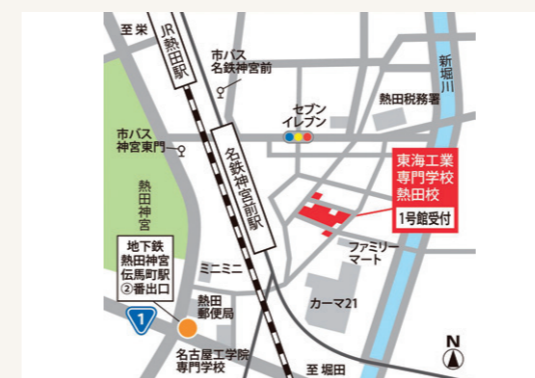 至 栄
JR熱田駅
市バス
名鉄神宮前
新堀川
熱田税務署
セブン
イレブン
市バス
神宮東門
名鉄神宮前駅
東海工業
専門学校
熱田校
1号館受付
熱田神宮
地下鉄
熱田神宮
伝馬町駅
②番出口
ミニミニ
ファミリー
マート
カーマ21
熱田
郵便局
1
名古屋工学院
専門学校
至 堀田
N